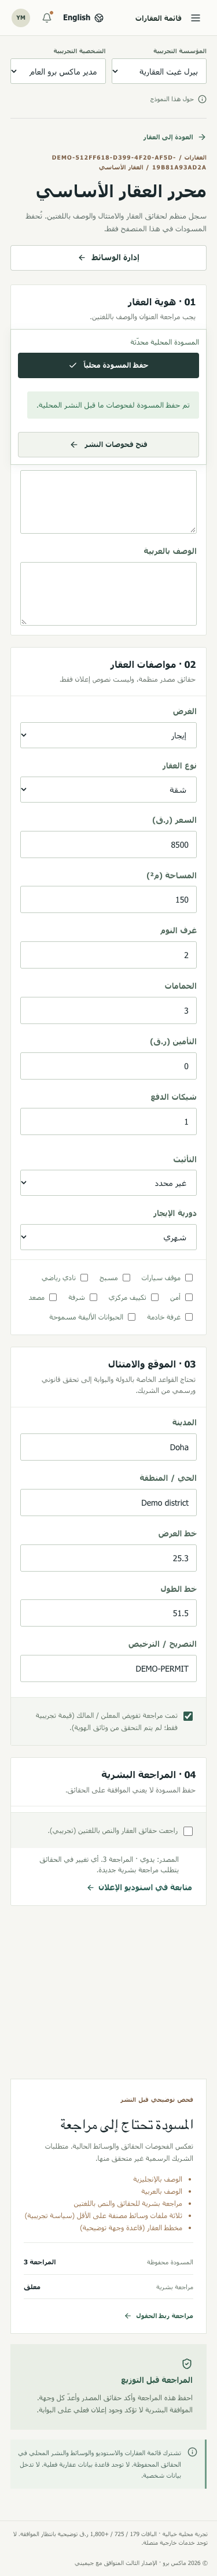 قائمة العقارات
English
YM
المؤسسة التجريبية
الشخصية التجريبية
بيرل غيت العقارية
مدير ماكس برو العام
حول هذا النموذج
العودة إلى العقار
العقارات / DEMO-512FF618-D399-4F20-AF5D-
19B81A93AD2A / العقار الأساسي
محرر العقار الأساسي
سجل منظم لحقائق العقار والامتثال والوصف باللغتين. تُحفظ
المسودات في هذا المتصفح فقط.
إدارة الوسائط
01 · هوية العقار
يجب مراجعة العنوان والوصف باللغتين.
المسودة المحلية محدّثة
حفظ المسودة محلياً
تم حفظ المسودة لفحوصات ما قبل النشر المحلية.
فتح فحوصات النشر
الوصف بالعربية
02 · مواصفات العقار
حقائق مصدر منظمة، وليست نصوص إعلان فقط.
العرض
إيجار
نوع العقار
شقة
السعر (ر.ق)
8500
المساحة (م²)
150
غرف النوم
2
الحمامات
3
التأمين (ر.ق)
0
شيكات الدفع
1
التأثيث
غير محدد
دورية الإيجار
شهري
موقف سيارات
مسبح
نادي رياضي
أمن
تكييف مركزي
شرفة
مصعد
غرفة خادمة
الحيوانات الأليفة مسموحة
03 · الموقع والامتثال
تحتاج القواعد الخاصة بالدولة والبوابة إلى تحقق قانوني
ورسمي من الشريك.
المدينة
Doha
الحي / المنطقة
Demo district
خط العرض
25.3
خط الطول
51.5
التصريح / الترخيص
DEMO-PERMIT
تمت مراجعة تفويض المعلن / المالك (قيمة تجريبية
فقط؛ لم يتم التحقق من وثائق الهوية).
04 · المراجعة البشرية
حفظ المسودة لا يعني الموافقة على الحقائق.
راجعت حقائق العقار والنص باللغتين (تجريبي).
المصدر: يدوي · المراجعة 3. أي تغيير في الحقائق
يتطلب مراجعة بشرية جديدة.
متابعة في استوديو الإعلان
فحص توضيحي قبل النشر
المسودة تحتاج إلى مراجعة
تعكس الفحوصات الحقائق والوسائط الحالية. متطلبات
الشريك الرسمية غير متحقق منها.
الوصف بالإنجليزية
الوصف بالعربية
مراجعة بشرية للحقائق والنص باللغتين
ثلاثة ملفات وسائط مصنفة على الأقل (سياسة تجريبية)
مخطط العقار (قاعدة وجهة توضيحية)
المسودة محفوظة
المراجعة 3
مراجعة بشرية
معلق
مراجعة ربط الحقول
المراجعة قبل التوزيع
احفظ هذه المراجعة وأكد حقائق المصدر وأعدّ كل وجهة.
الموافقة البشرية لا تؤكد وجود إعلان فعلي على البوابة.
تشترك قائمة العقارات والاستوديو والوسائط والنشر المحلي في
الحقائق المحفوظة. لا توجد قاعدة بيانات عقارية فعلية. لا تدخل
بيانات شخصية.
تجربة محلية خيالية · الباقات 179 / 725 / +1,800 ر.ق توضيحية بانتظار الموافقة. لا
توجد خدمات خارجية متصلة.
© 2026 ماكس برو · الإصدار الثالث المتوافق مع جيميني